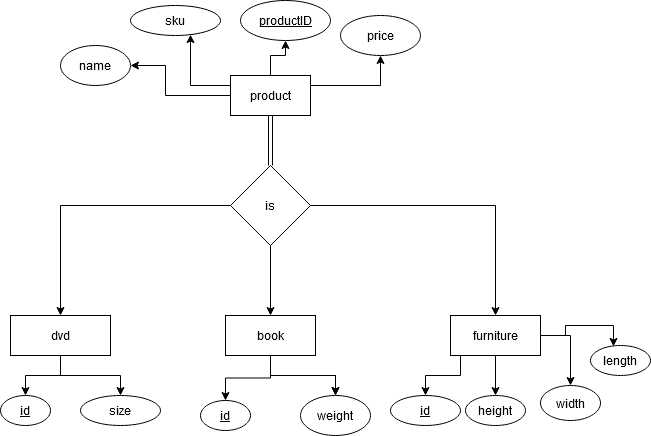 sku
productID
price
name
product
is
dvd
book
furniture
length
id
size
id
weight
id
height
width